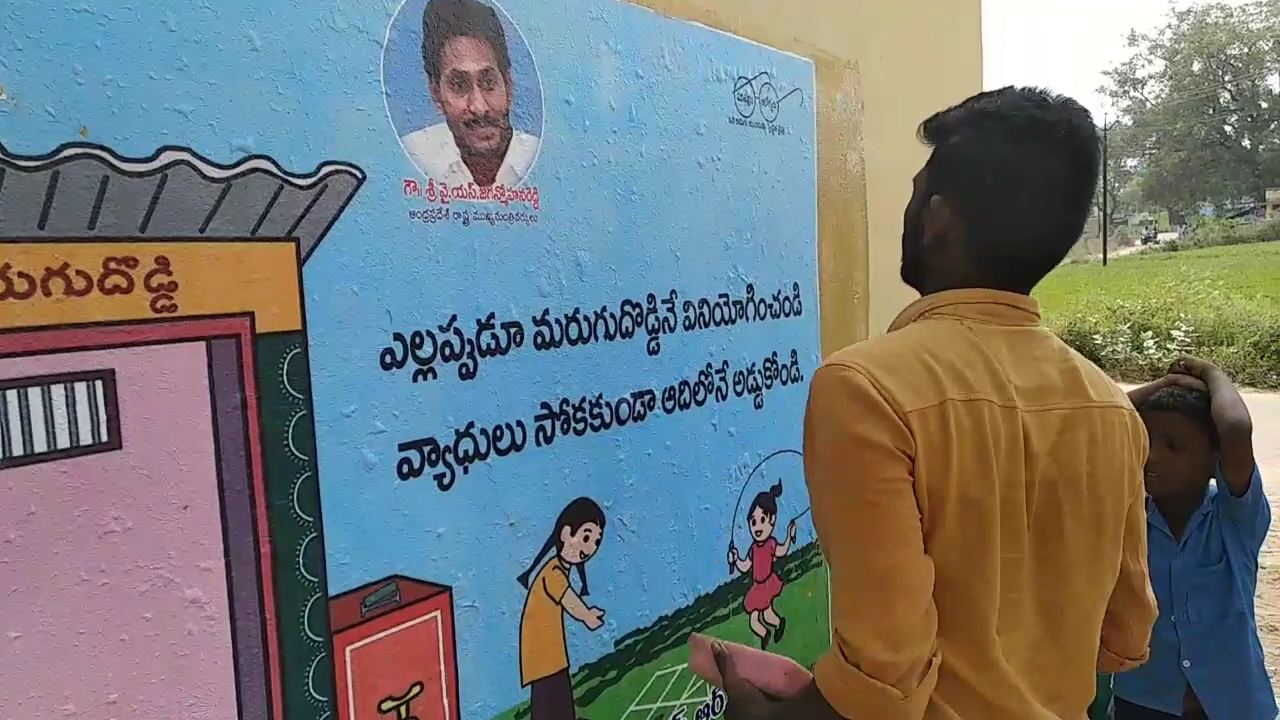 గౌ॥ శ్రీ వై.యస్.జగన్మోహనరెడ్డి
ఆంధ్రప్రదేశ్ రాష్ట్ర ముఖ్యమంత్రివర్యులు
రుగుదొడ్డి
ఎల్లప్పుడూ మరుగుదొడ్డినే వినియోగించండి
వ్యాధులు సోకకుండా ఆదిలోనే అడ్డుకోండి.